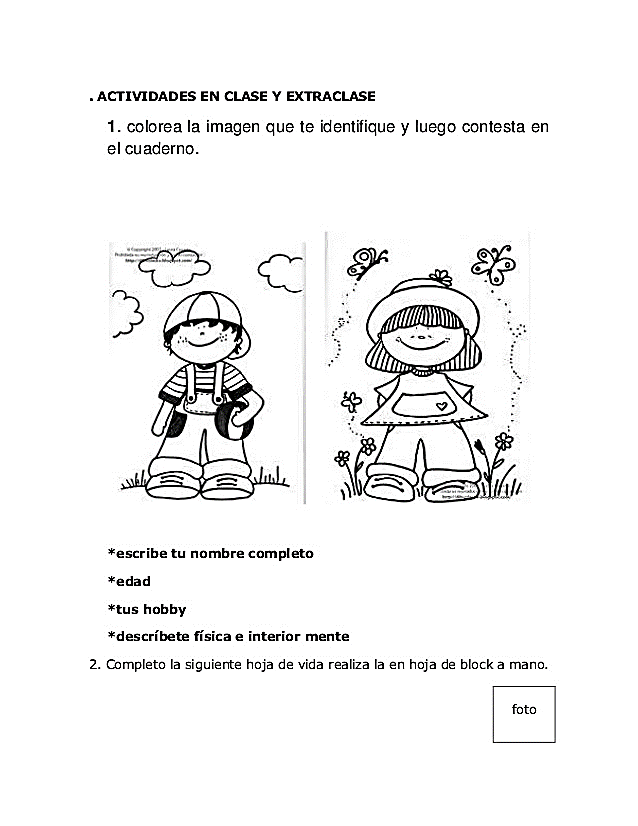 . ACTIVIDADES EN CLASE Y EXTRACLASE
1. colorea la imagen que te identifique y luego contesta en
el cuaderno.
*escribe tu nombre completo
*edad
*tus hobby
*descríbete física e interior mente
2. Completo la siguiente hoja de vida realiza la en hoja de block a mano.
foto